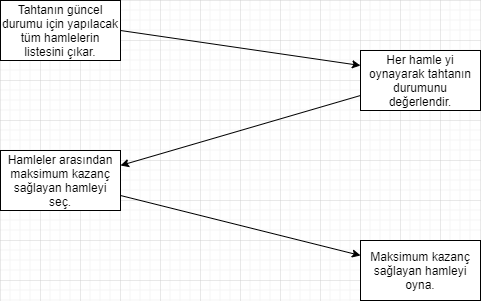 Tahtanın güncel
durumu için yapılacak
tüm hamlelerin
listesini çıkar.
Her hamle yi
oynayarak tahtanın
durumunu
değerlendir.
Hamleler arasından
maksimum kazanç
sağlayan hamleyi
seç.
Maksimum kazanç
sağlayan hamleyi
oyna.